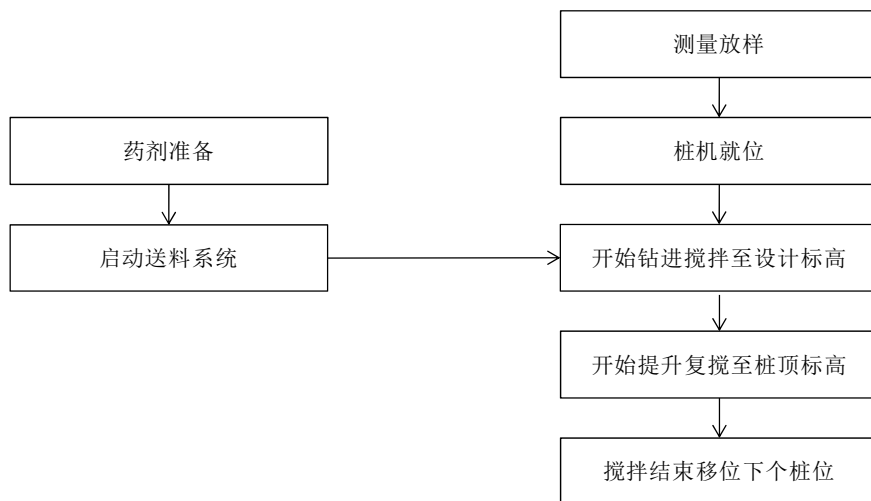 测量放样
药剂准备
桩机就位
启动送料系统
开始钻进搅拌至设计标高
开始提升复搅至桩顶标高
搅拌结束移位下个桩位